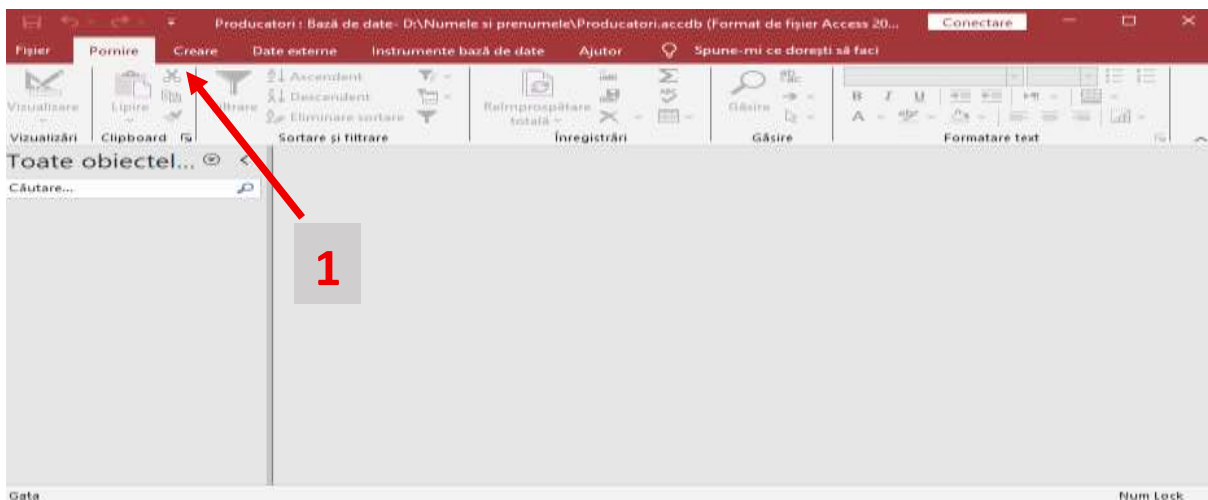 Producatori : Bază de date- D:\Numele si prenumele\Producatori.accdb (Format de fișier Access 20... Conectare
Fișier Pornire Creare Date externe Instrumente bază de date Ajutor Spune-mi ce dorești să faci
Vizualizare Lipire Ascendent
Descendent
Eliminare sortare
Reîmprospătare totală Găsire
B I U
A
Vizualizări Clipboard Sortare și filtrare Înregistrări Găsire Formatare text
Toate obiectel...
Căutare...
1
Gata Num Lock